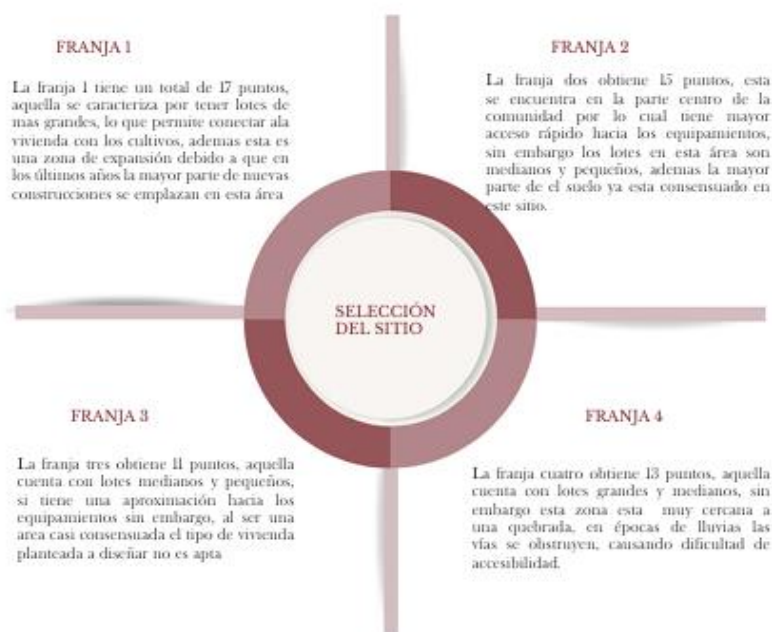 FRANJA 1
La franja 1 tiene un total de 17 puntos,
aquella se caracteriza por tener lotes de
mas grandes, lo que permite conectar ala
vivienda con los cultivos, ademas esta es
una zona de expansión debido a que en
los últimos años la mayor parte de nuevas
construcciones se emplazan en esta área
FRANJA 2
La franja dos obtiene 15 puntos, esta
se encuentra en la parte centro de la
comunidad por lo cual tiene mayor
acceso rápido hacia los equipamientos,
sin embargo los lotes en esta área son
medianos y pequeños, ademas la mayor
parte de el suelo ya esta consensuado en
este sitio.
SELECCIÓN
DEL SITIO
FRANJA 3
La franja tres obtiene 11 puntos, aquella
cuenta con lotes medianos y pequeños,
si tiene una aproximación hacia los
equipamientos sin embargo, al ser una
area casi consensuada el tipo de vivienda
planteada a diseñar no es apta
FRANJA 4
La franja cuatro obtiene 13 puntos, aquella
cuenta con lotes grandes y medianos, sin
embargo esta zona esta muy cercana a
una quebrada, en épocas de lluvias las
vías se obstruyen, causando dificultad de
accesibilidad.